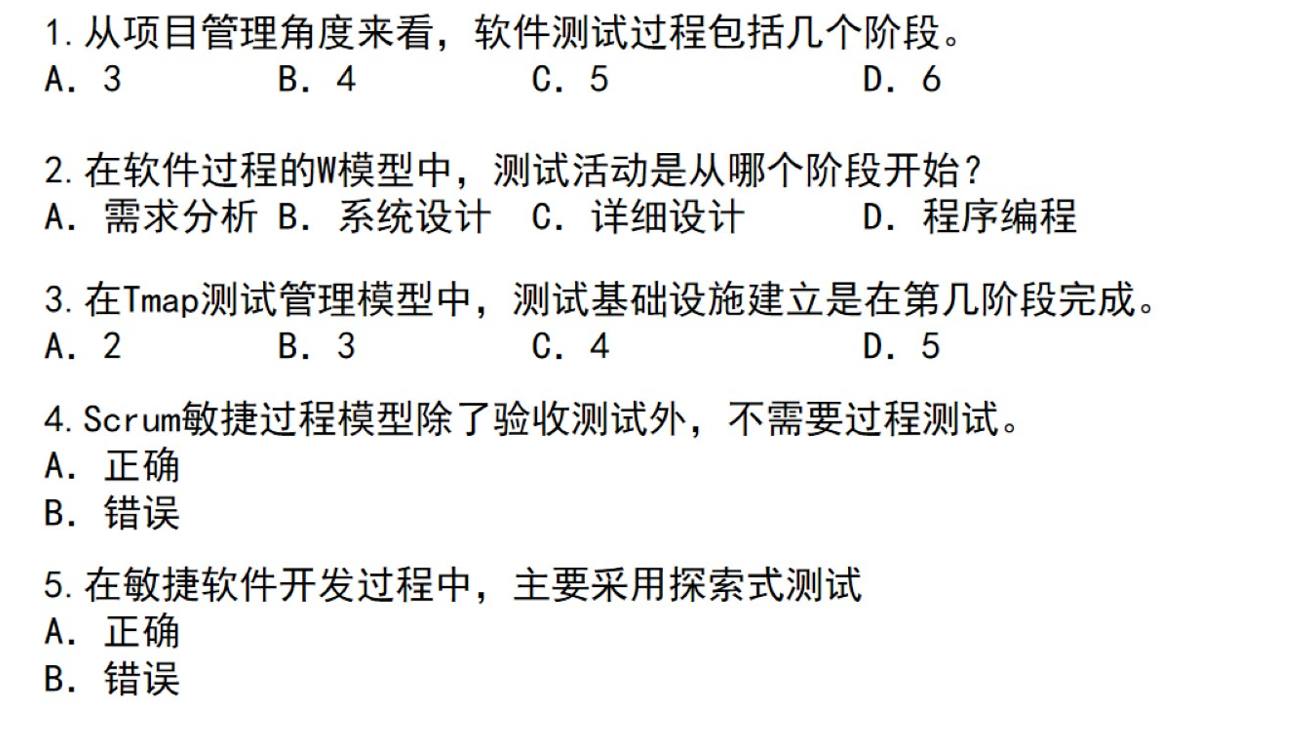 1.从项目管理角度来看，软件测试过程包括几个阶段。
A. 3 B. 4 C. 5 D. 6
2.在软件过程的W模型中，测试活动是从哪个阶段开始？
A. 需求分析 B. 系统设计 C. 详细设计 D. 程序编程
3.在Tmap测试管理模型中，测试基础设施建立是在第几阶段完成。
A. 2 B. 3 C. 4 D. 5
4.Scrum敏捷过程模型除了验收测试外，不需要过程测试。
A. 正确
B. 错误
5.在敏捷软件开发过程中，主要采用探索式测试
A. 正确
B. 错误